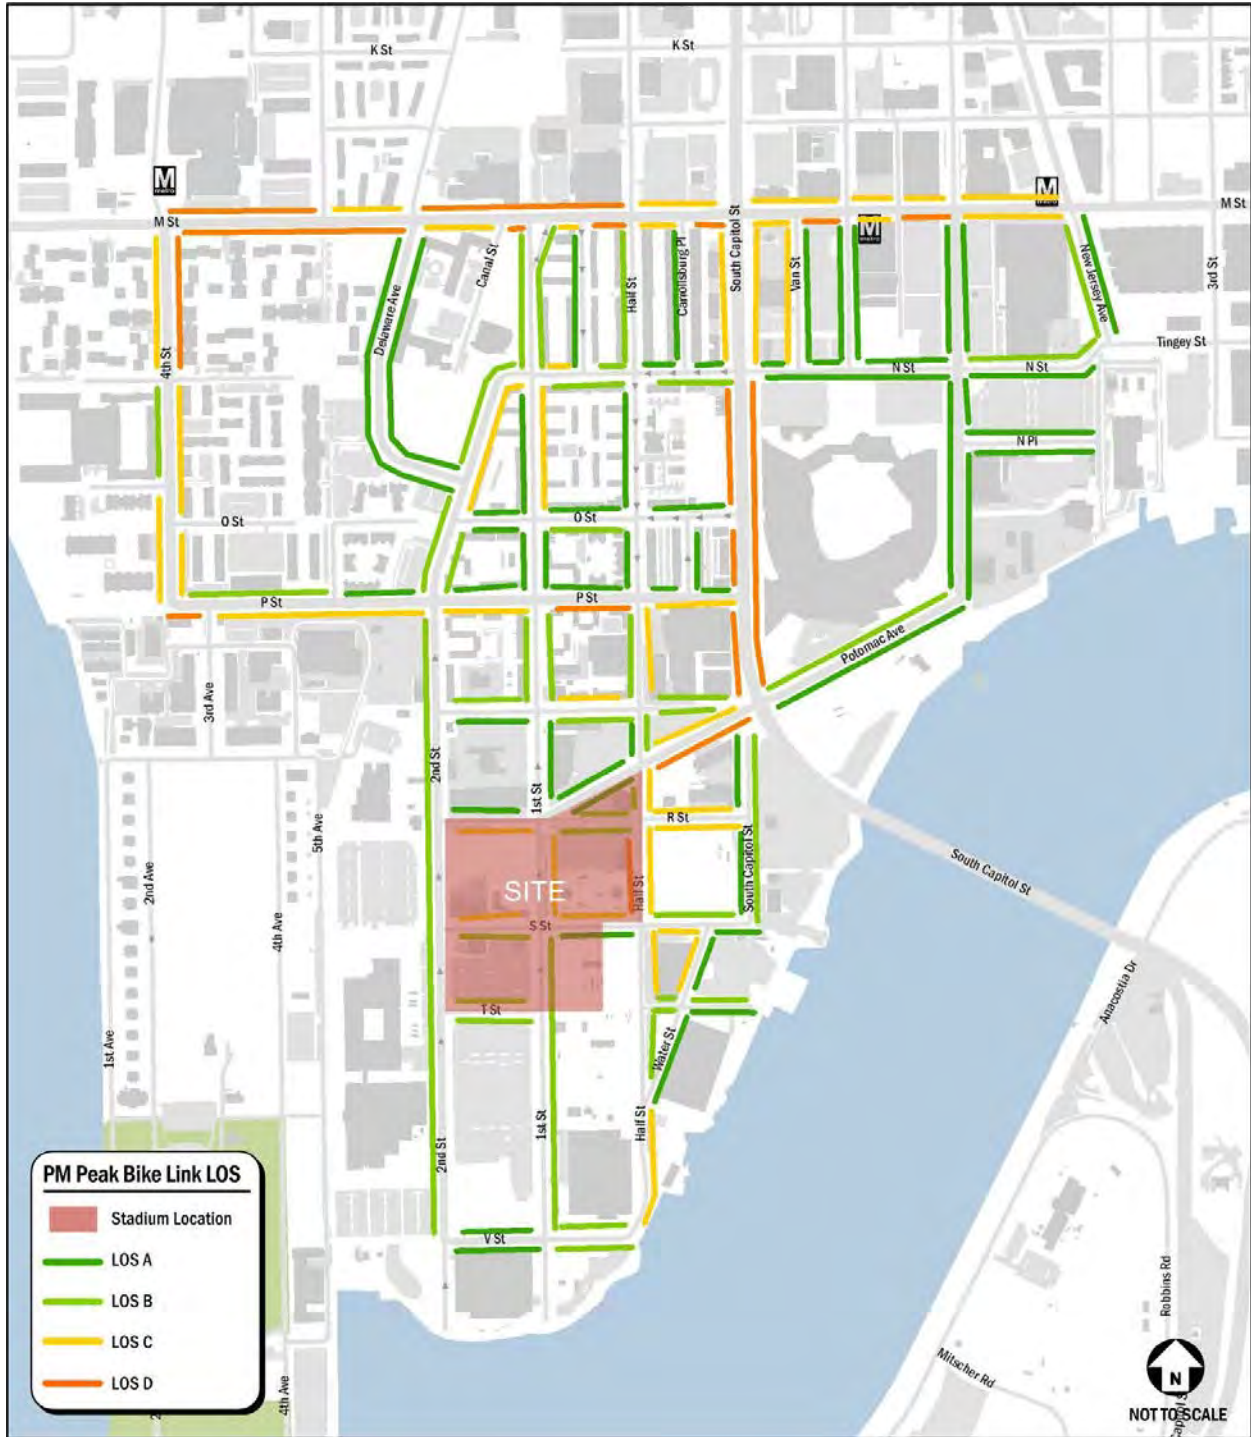 K St
K St
M
metro
M
metro
M St
M St
M
metro
South Capitol St
Canal St
Half St
Carrollsburg Pl
Van St
New Jersey Ave
3rd St
Delaware Ave
4th St
Tingey St
N St
N St
N Pl
O St
O St
P St
P St
Potomac Ave
3rd Ave
2nd St
1st St
5th Ave
R St
South Capitol St
South Capitol St
2nd Ave
SITE
Half St
4th Ave
S St
Anacostia Dr
T St
1st Ave
Water St
2nd St
1st St
Half St
PM Peak Bike Link LOS
Stadium Location
V St
LOS A
LOS B
Robbins Rd
LOS C
Mitscher Rd
LOS D
4th Ave
N
NOT TO SCALE